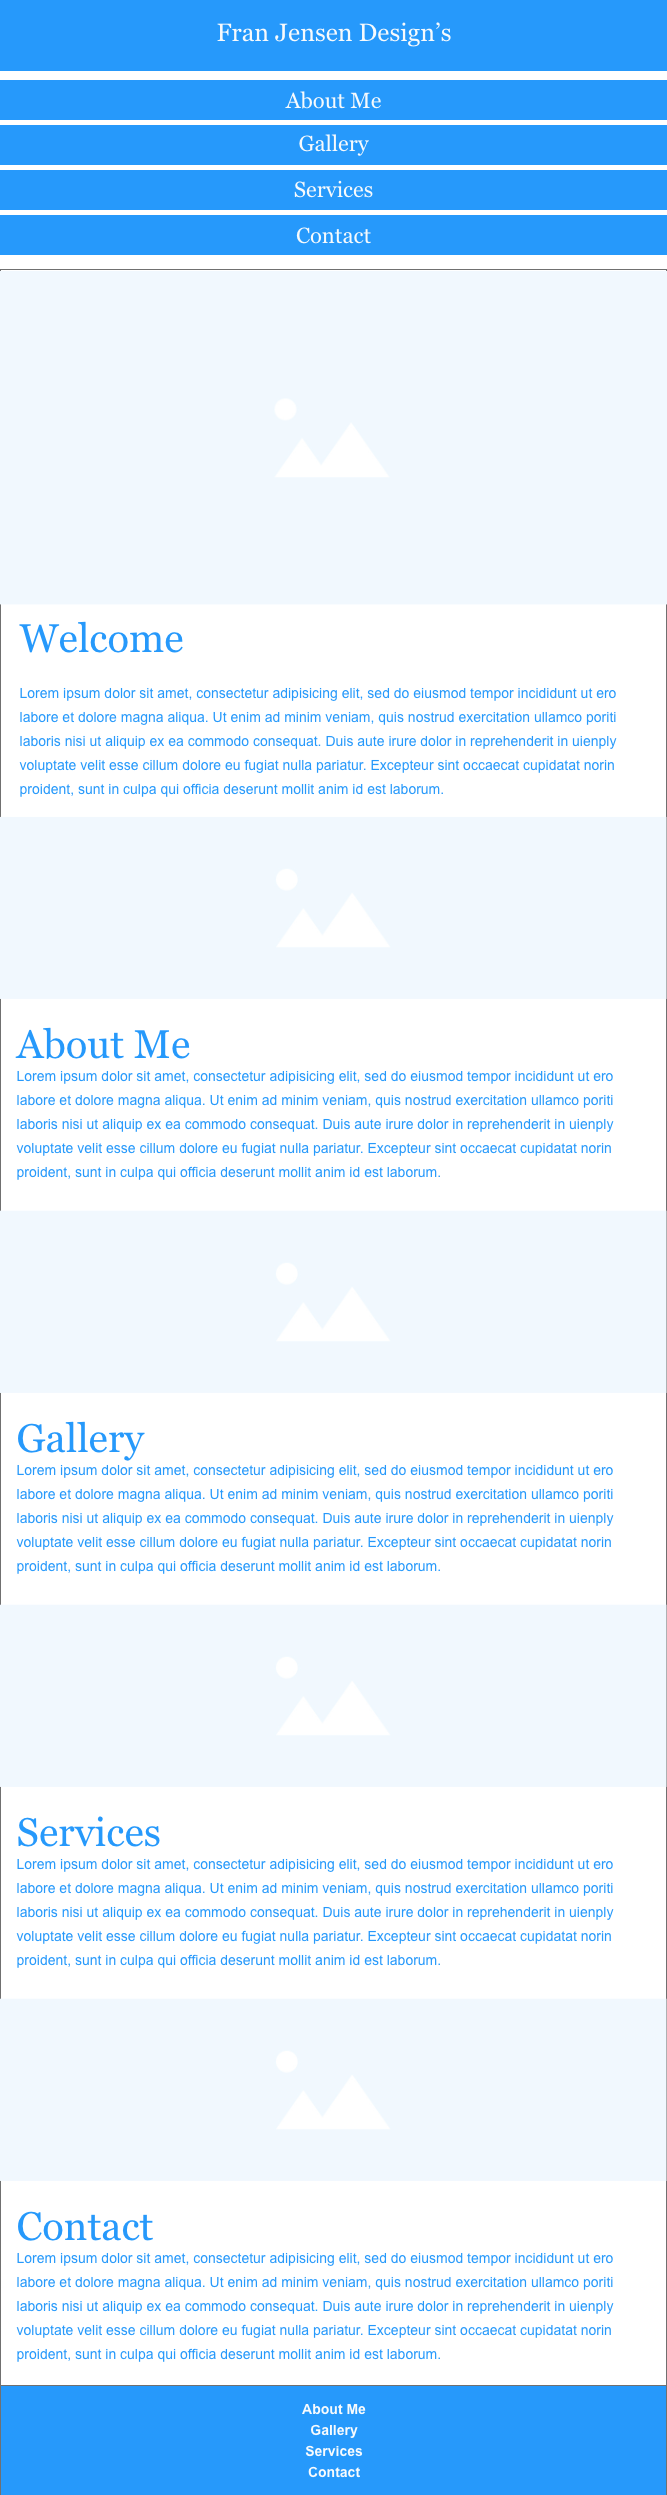 Fran Jensen Design’s
About Me
Gallery
Services
Contact
Welcome
Lorem ipsum dolor sit amet, consectetur adipisicing elit, sed do eiusmod tempor incididunt ut ero
labore et dolore magna aliqua. Ut enim ad minim veniam, quis nostrud exercitation ullamco poriti
laboris nisi ut aliquip ex ea commodo consequat. Duis aute irure dolor in reprehenderit in uienply
voluptate velit esse cillum dolore eu fugiat nulla pariatur. Excepteur sint occaecat cupidatat norin
proident, sunt in culpa qui officia deserunt mollit anim id est laborum.
About Me
Lorem ipsum dolor sit amet, consectetur adipisicing elit, sed do eiusmod tempor incididunt ut ero
labore et dolore magna aliqua. Ut enim ad minim veniam, quis nostrud exercitation ullamco poriti
laboris nisi ut aliquip ex ea commodo consequat. Duis aute irure dolor in reprehenderit in uienply
voluptate velit esse cillum dolore eu fugiat nulla pariatur. Excepteur sint occaecat cupidatat norin
proident, sunt in culpa qui officia deserunt mollit anim id est laborum.
Gallery
Lorem ipsum dolor sit amet, consectetur adipisicing elit, sed do eiusmod tempor incididunt ut ero
labore et dolore magna aliqua. Ut enim ad minim veniam, quis nostrud exercitation ullamco poriti
laboris nisi ut aliquip ex ea commodo consequat. Duis aute irure dolor in reprehenderit in uienply
voluptate velit esse cillum dolore eu fugiat nulla pariatur. Excepteur sint occaecat cupidatat norin
proident, sunt in culpa qui officia deserunt mollit anim id est laborum.
Services
Lorem ipsum dolor sit amet, consectetur adipisicing elit, sed do eiusmod tempor incididunt ut ero
labore et dolore magna aliqua. Ut enim ad minim veniam, quis nostrud exercitation ullamco poriti
laboris nisi ut aliquip ex ea commodo consequat. Duis aute irure dolor in reprehenderit in uienply
voluptate velit esse cillum dolore eu fugiat nulla pariatur. Excepteur sint occaecat cupidatat norin
proident, sunt in culpa qui officia deserunt mollit anim id est laborum.
Contact
Lorem ipsum dolor sit amet, consectetur adipisicing elit, sed do eiusmod tempor incididunt ut ero
labore et dolore magna aliqua. Ut enim ad minim veniam, quis nostrud exercitation ullamco poriti
laboris nisi ut aliquip ex ea commodo consequat. Duis aute irure dolor in reprehenderit in uienply
voluptate velit esse cillum dolore eu fugiat nulla pariatur. Excepteur sint occaecat cupidatat norin
proident, sunt in culpa qui officia deserunt mollit anim id est laborum.
About Me
Gallery
Services
Contact